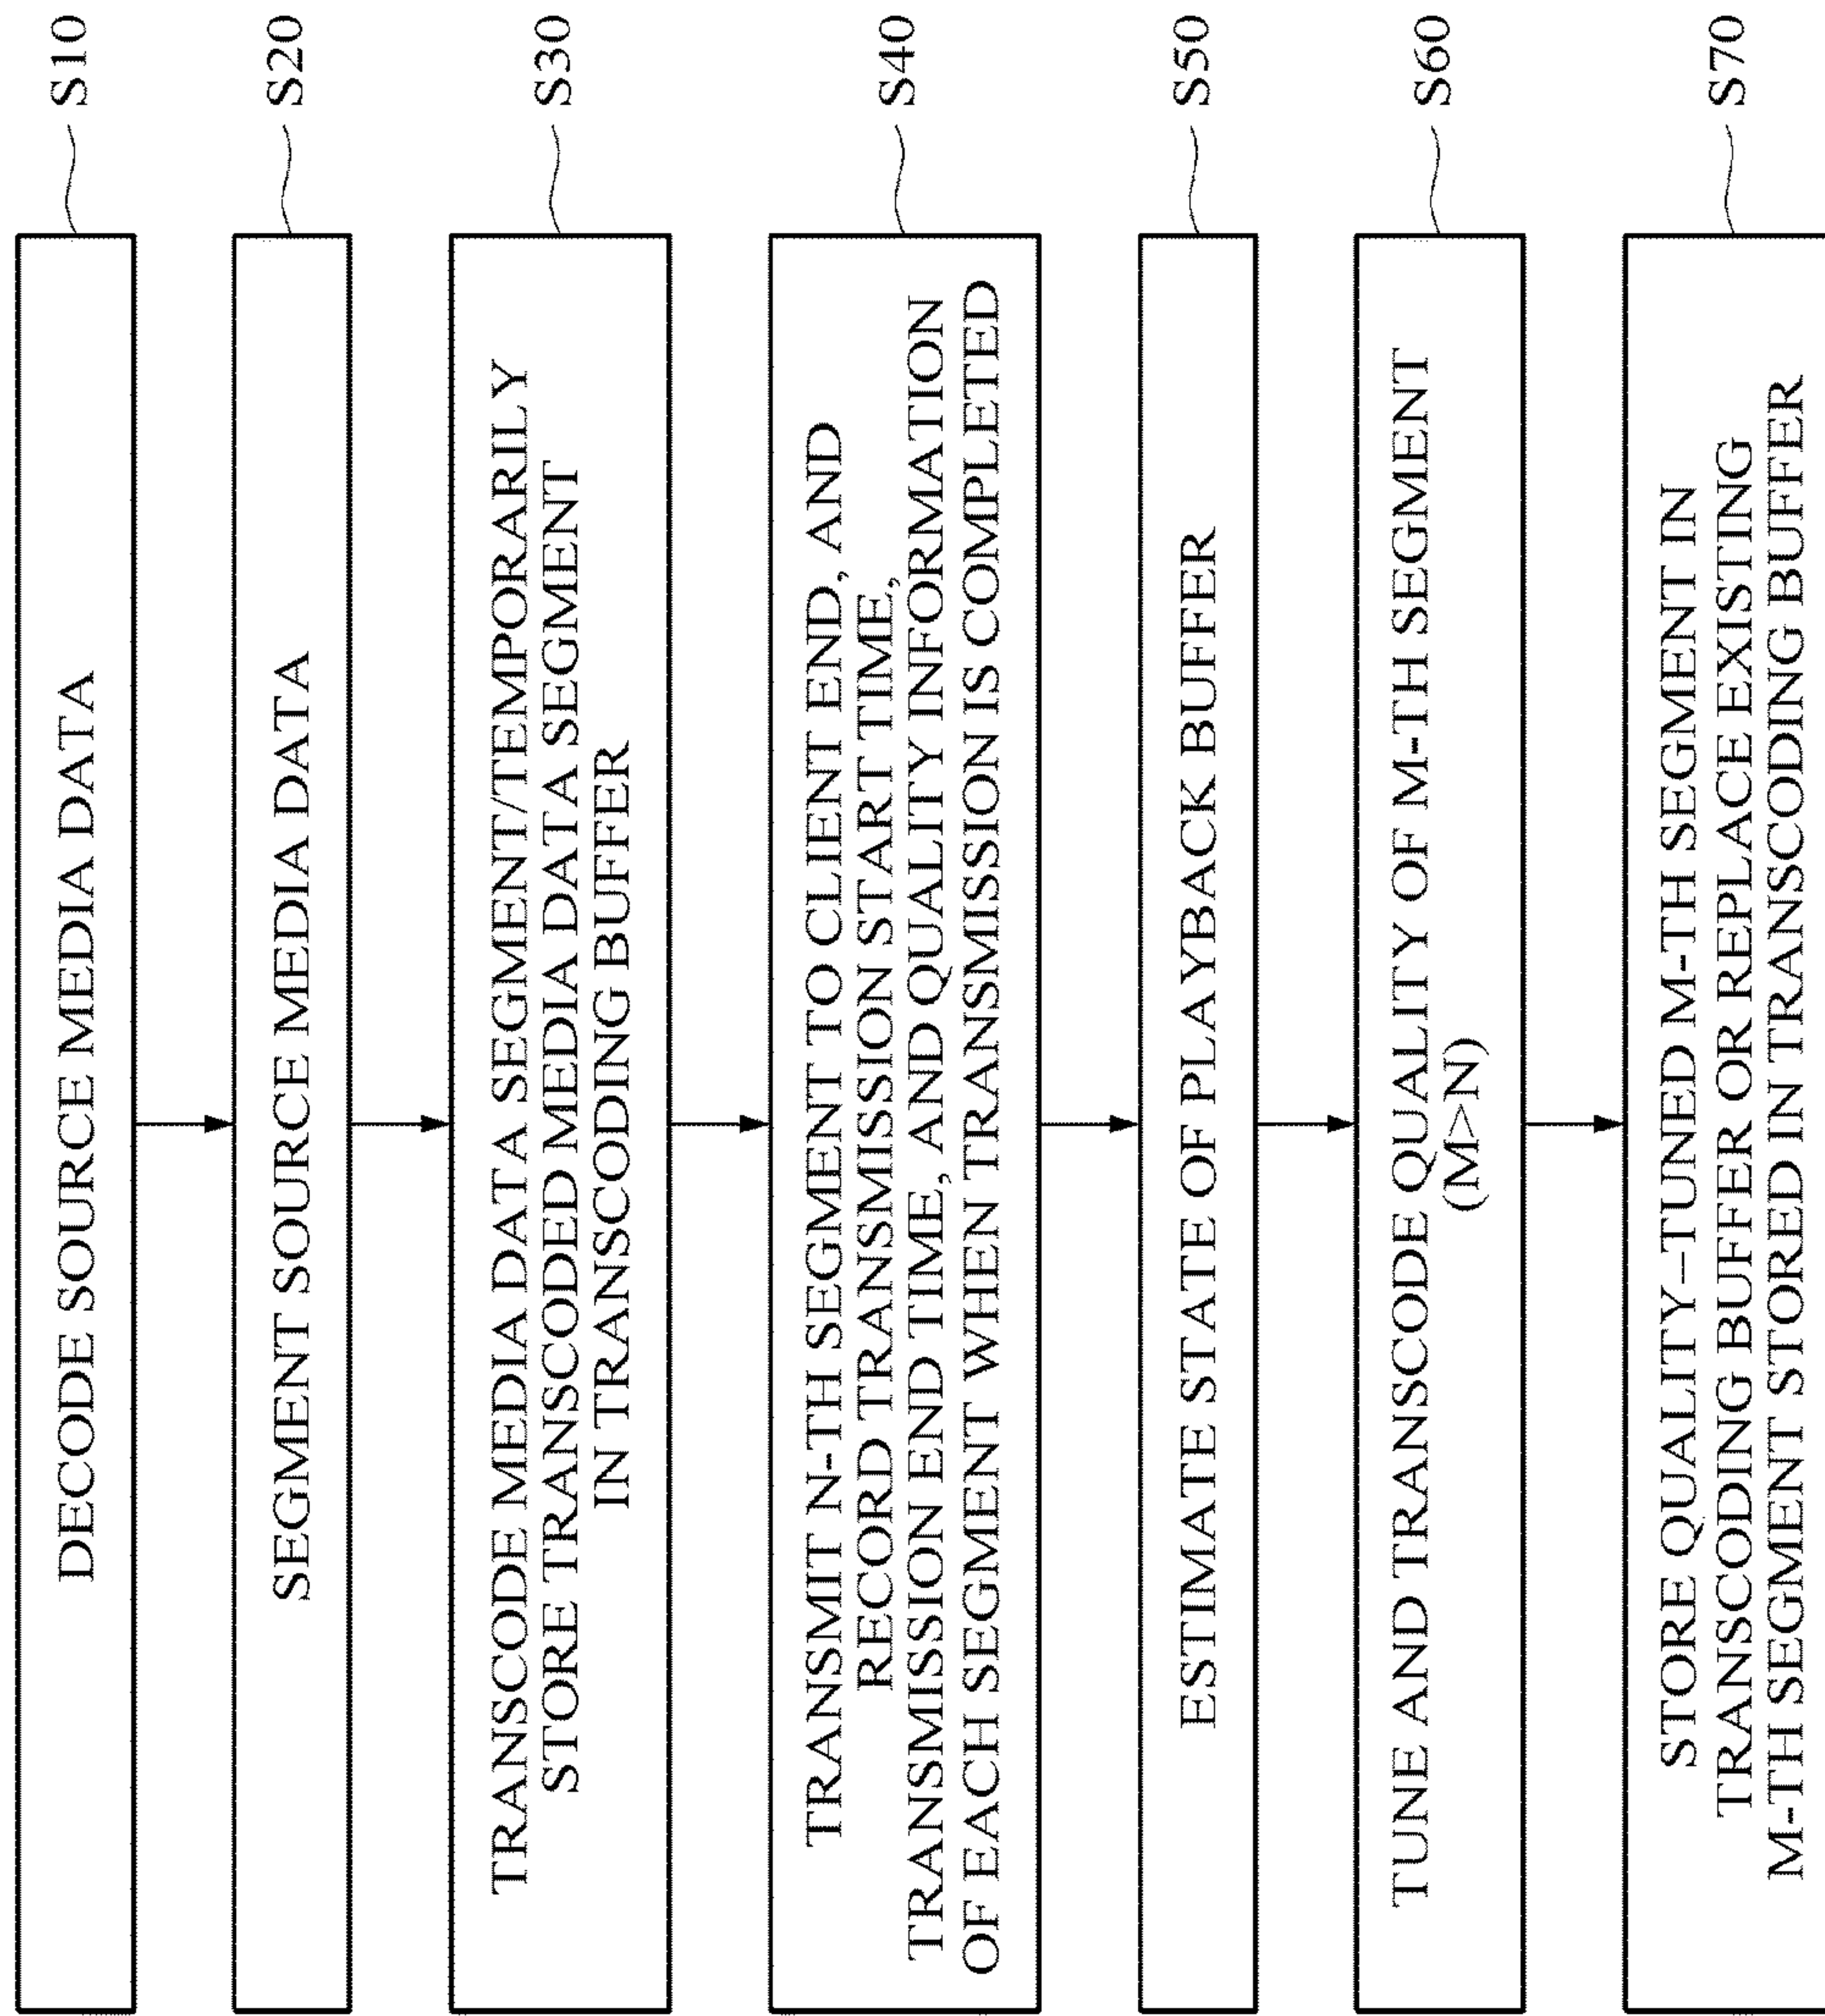 DECODE SOURCE MEDIA DATA
S10
SEGMENT SOURCE MEDIA DATA
S20
TRANSCODE MEDIA DATA SEGMENT/TEMPORARILY
STORE TRANSCODED MEDIA DATA SEGMENT
IN TRANSCODING BUFFER
S30
TRANSMIT N-TH SEGMENT TO CLIENT END, AND
RECORD TRANSMISSION START TIME,
TRANSMISSION END TIME, AND QUALITY INFORMATION
OF EACH SEGMENT WHEN TRANSMISSION IS COMPLETED
S40
ESTIMATE STATE OF PLAYBACK BUFFER
S50
TUNE AND TRANSCODE QUALITY OF M-TH SEGMENT
(M>N)
S60
STORE QUALITY-TUNED M-TH SEGMENT IN
TRANSCODING BUFFER OR REPLACE EXISTING
M-TH SEGMENT STORED IN TRANSCODING BUFFER
S70